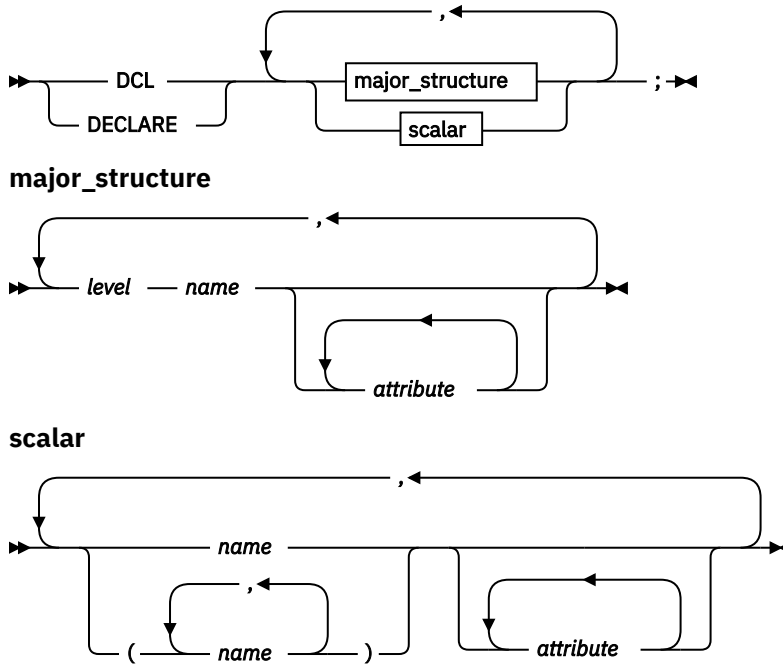 ,
DCL major_structure ;
DECLARE scalar
major_structure
,
level name
attribute
scalar
,
name
,
( name ) attribute